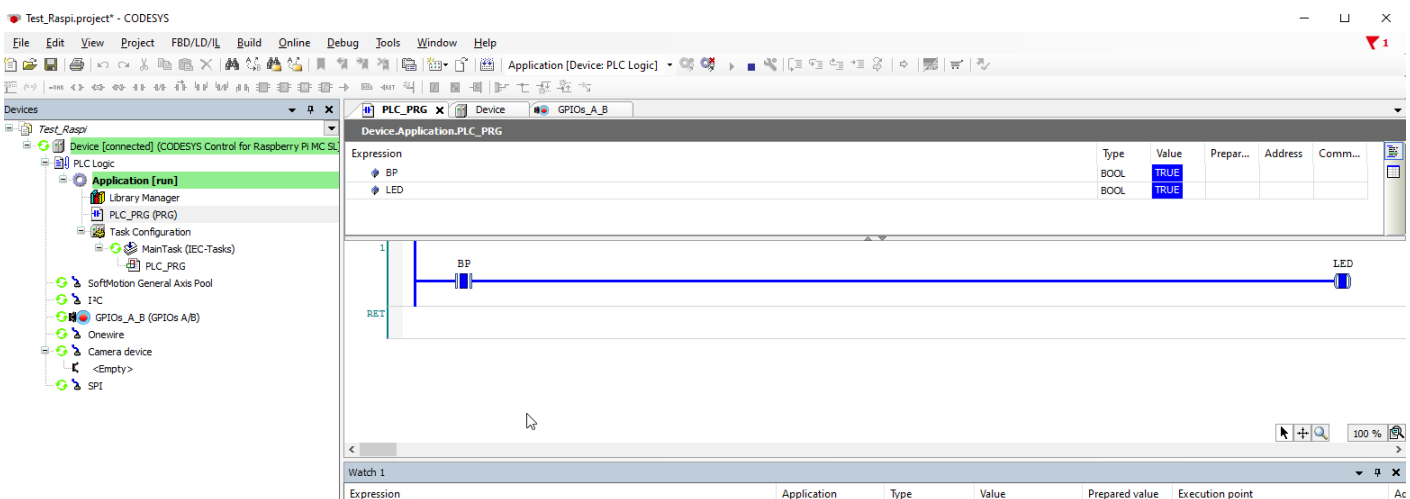 Test_Raspi.project* - CODESYS
File Edit View Project FBD/LD/IL Build Online Debug Tools Window Help
1
Application [Device: PLC Logic]
Devices
PLC_PRG Device GPIOs_A_B
Test_Raspi
Device.Application.PLC_PRG
Device [connected] (CODESYS Control for Raspberry Pi MC SL)
PLC Logic
Application [run]
Library Manager
PLC_PRG (PRG)
Task Configuration
MainTask (IEC-Tasks)
PLC_PRG
SoftMotion General Axis Pool
I²C
GPIOs_A_B (GPIOs A/B)
Onewire
Camera device
<Empty>
SPI
Expression Type Value Prepar... Address Comm...
BP BOOL TRUE
LED BOOL TRUE
1
BP LED
RET
100 %
Watch 1
Expression Application Type Value Prepared value Execution point